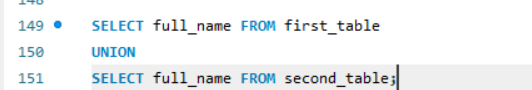 149 SELECT full_name FROM first_table
150 UNION
151 SELECT full_name FROM second_table;